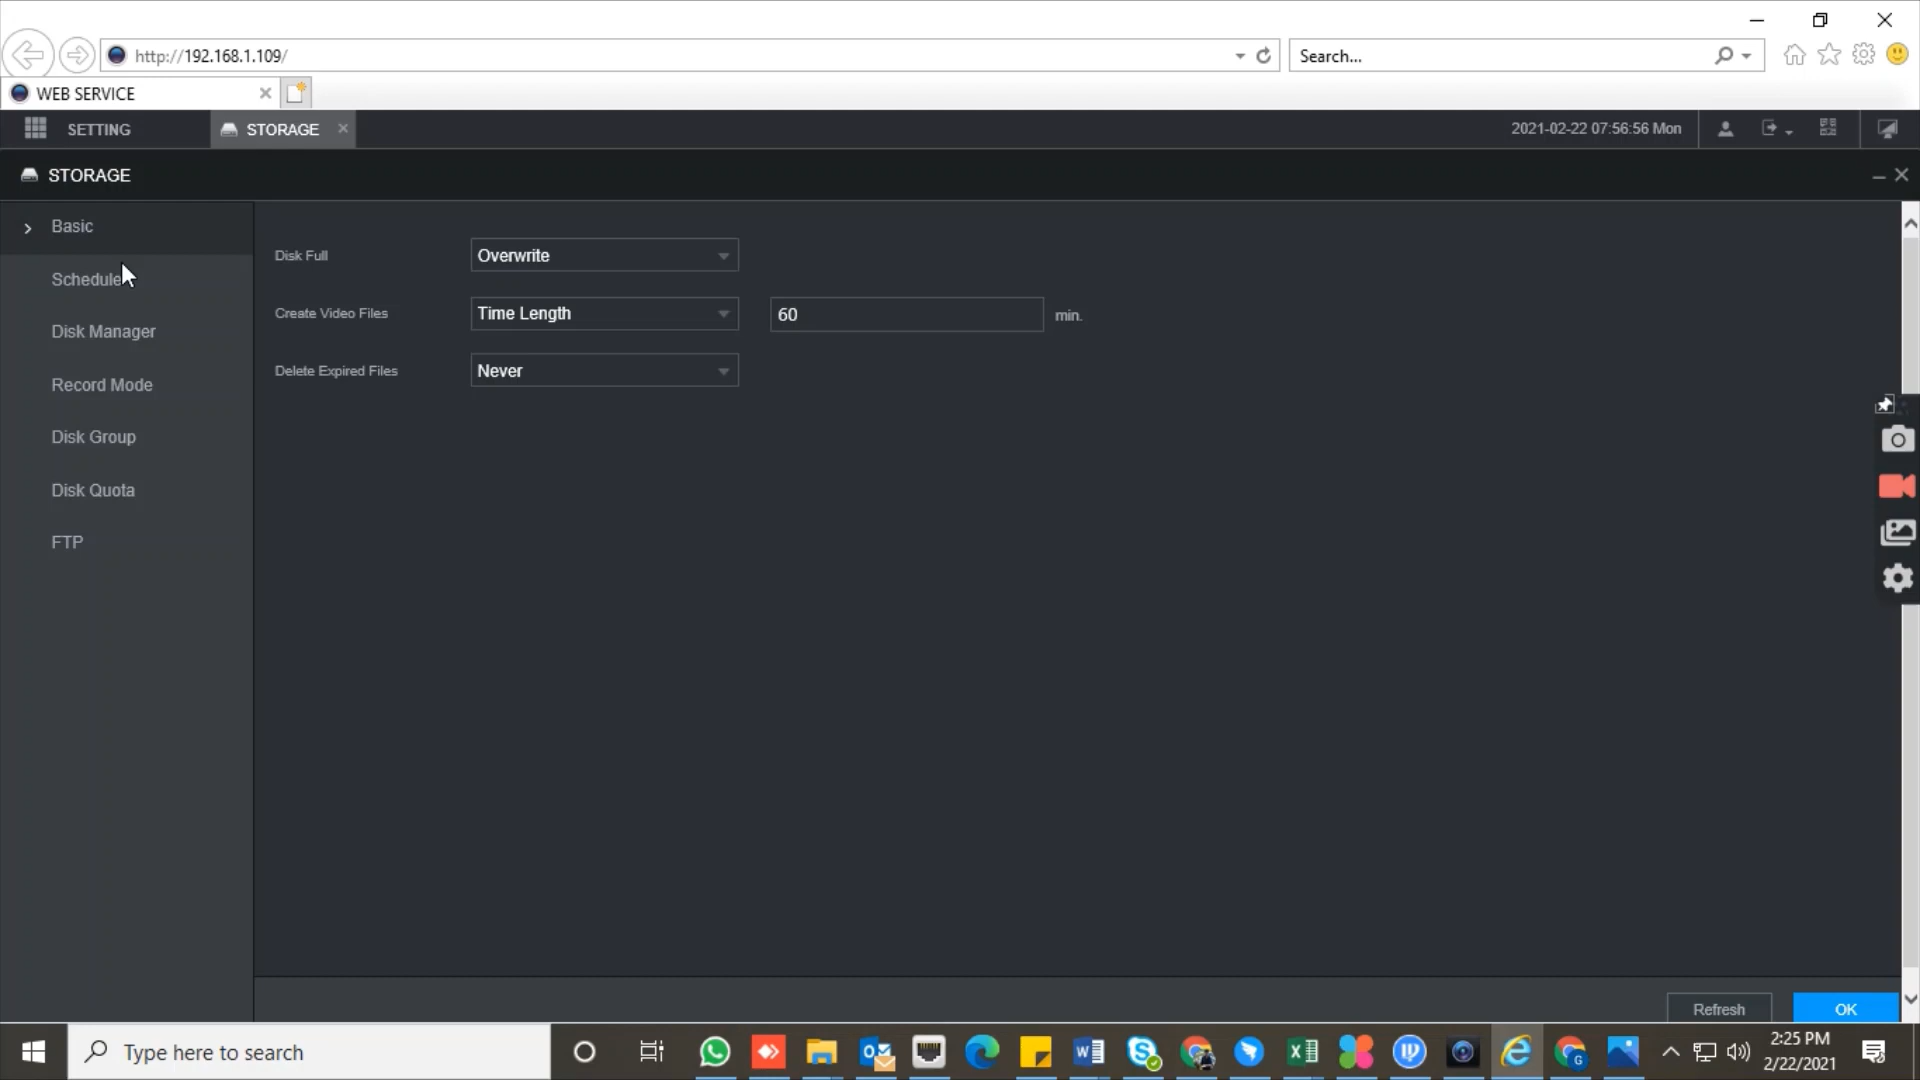 http://192.168.1.109/
Search...
WEB SERVICE
SETTING
STORAGE
2021-02-22 07:56:56 Mon
STORAGE
Basic
Schedule
Disk Manager
Record Mode
Disk Group
Disk Quota
FTP
Disk Full
Overwrite
Create Video Files
Time Length
60
min.
Delete Expired Files
Never
Refresh
OK
Type here to search
2:25 PM
2/22/2021